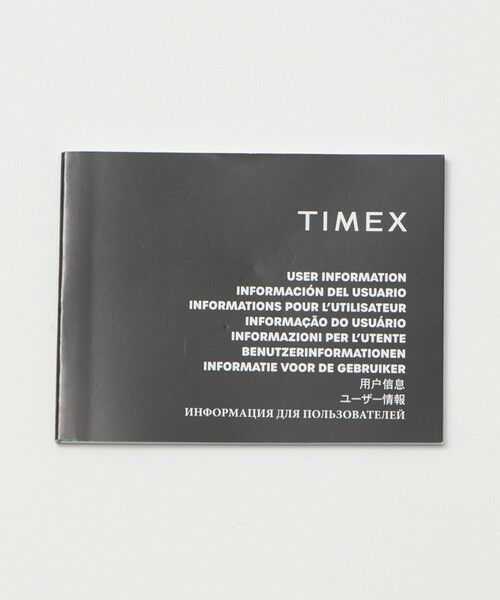 TIMEX
USER INFORMATION
INFORMACIÓN DEL USUARIO
INFORMATIONS POUR L'UTILISATEUR
INFORMAÇÃO DO USUÁRIO
INFORMAZIONI PER L'UTENTE
BENUTZERINFORMATIONEN
INFORMATIE VOOR DE GEBRUIKER
用户信息
ユーザー情報
ИНФОРМАЦИЯ ДЛЯ ПОЛЬЗОВАТЕЛЕЙ